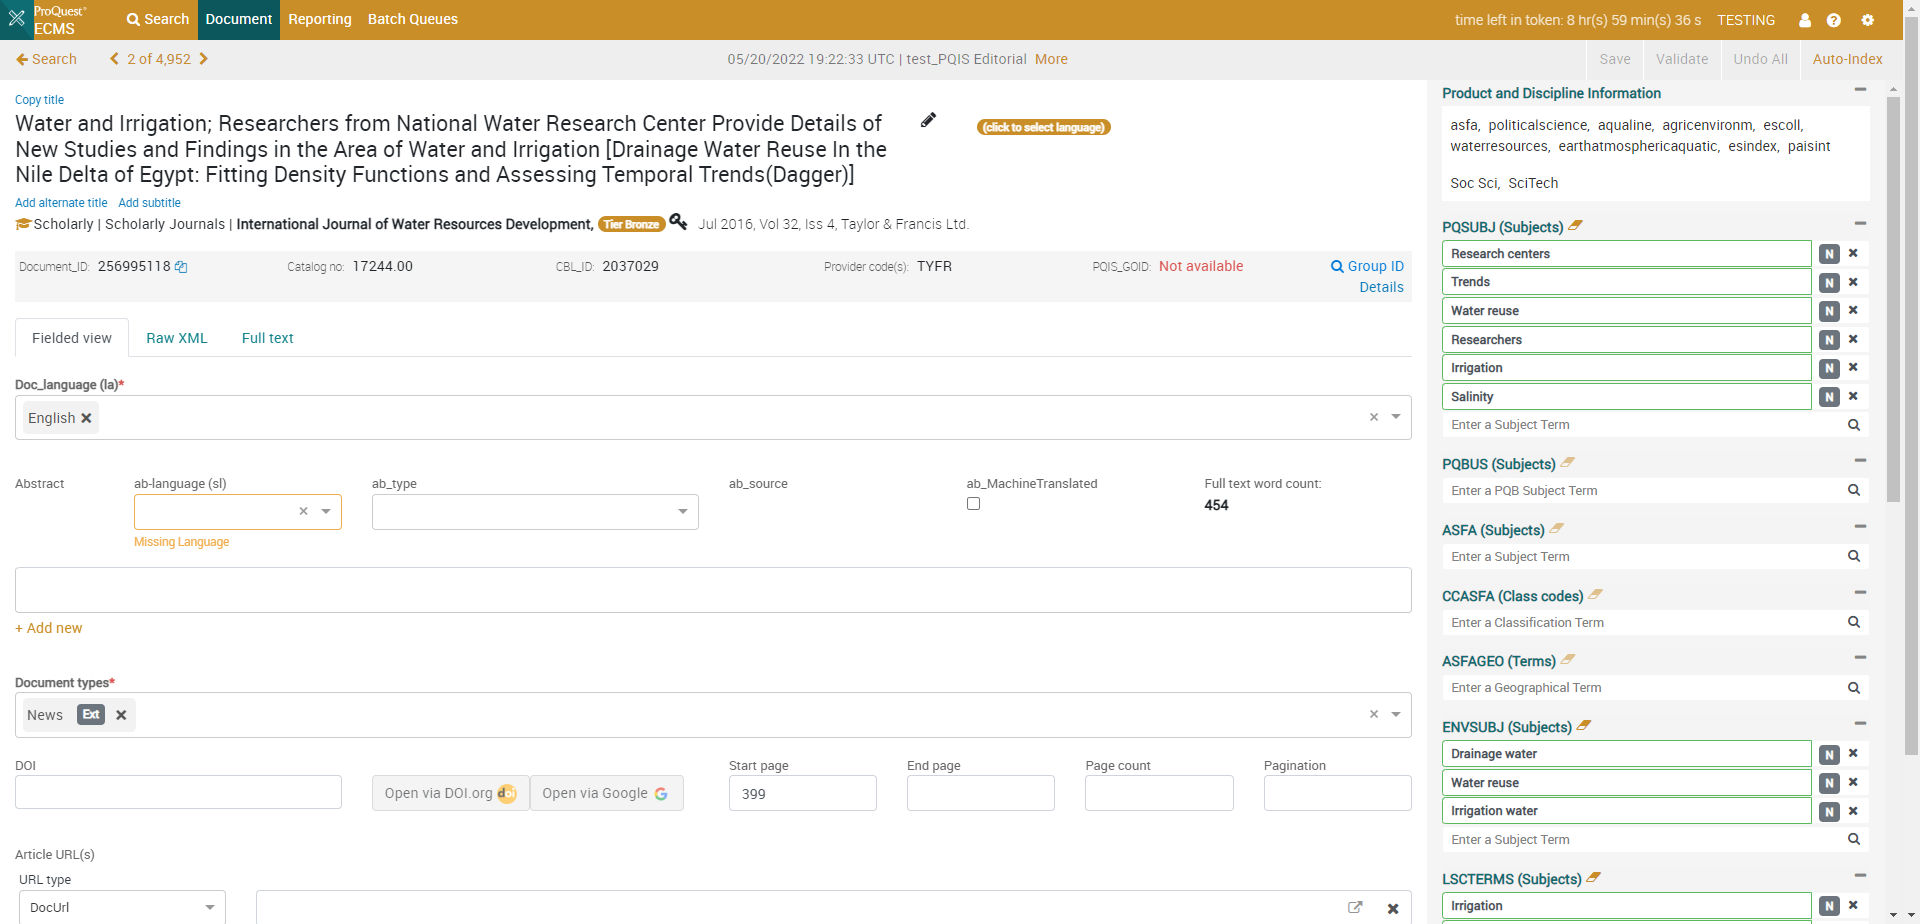 ProQuest
ECMS
Search
Document
Reporting
Batch Queues
time left in token: 8 hr(s) 59 min(s) 36 s
TESTING
Search
2 of 4,952
05/20/2022 19:22:33 UTC | test_PQIS Editorial More
Save
Validate
Undo All
Auto-Index
Copy title
Water and Irrigation; Researchers from National Water Research Center Provide Details of
New Studies and Findings in the Area of Water and Irrigation [Drainage Water Reuse In the
Nile Delta of Egypt: Fitting Density Functions and Assessing Temporal Trends(Dagger)]
(click to select language)
Add alternate title
Add subtitle
Scholarly | Scholarly Journals | International Journal of Water Resources Development, Tier Bronze Jul 2016, Vol 32, Iss 4, Taylor & Francis Ltd.
Document_ID: 256995118
Catalog no: 17244.00
CBL_ID: 2037029
Provider code(s): TYFR
PQIS_GOID: Not available
Group ID
Details
Fielded view
Raw XML
Full text
Doc_language (la)*
English
Abstract
ab-language (sl)
ab_type
ab_source
ab_MachineTranslated
Full text word count:
454
Missing Language
+ Add new
Document types*
News Ext
DOI
Open via DOI.org doi
Open via Google
Start page
399
End page
Page count
Pagination
Article URL(s)
URL type
DocUrl
Product and Discipline Information
asfa, politicalscience, aqualine, agricenvironm, escoll,
waterresources, earthatmosphericaquatic, esindex, paisint
Soc Sci, SciTech
PQSUBJ (Subjects)
Research centers N
Trends N
Water reuse N
Researchers N
Irrigation N
Salinity N
Enter a Subject Term
PQBUS (Subjects)
Enter a PQB Subject Term
ASFA (Subjects)
Enter a Subject Term
CCASFA (Class codes)
Enter a Classification Term
ASFAGEO (Terms)
Enter a Geographical Term
ENVSUBJ (Subjects)
Drainage water N
Water reuse N
Irrigation water N
Enter a Subject Term
LSCTERMS (Subjects)
Irrigation N